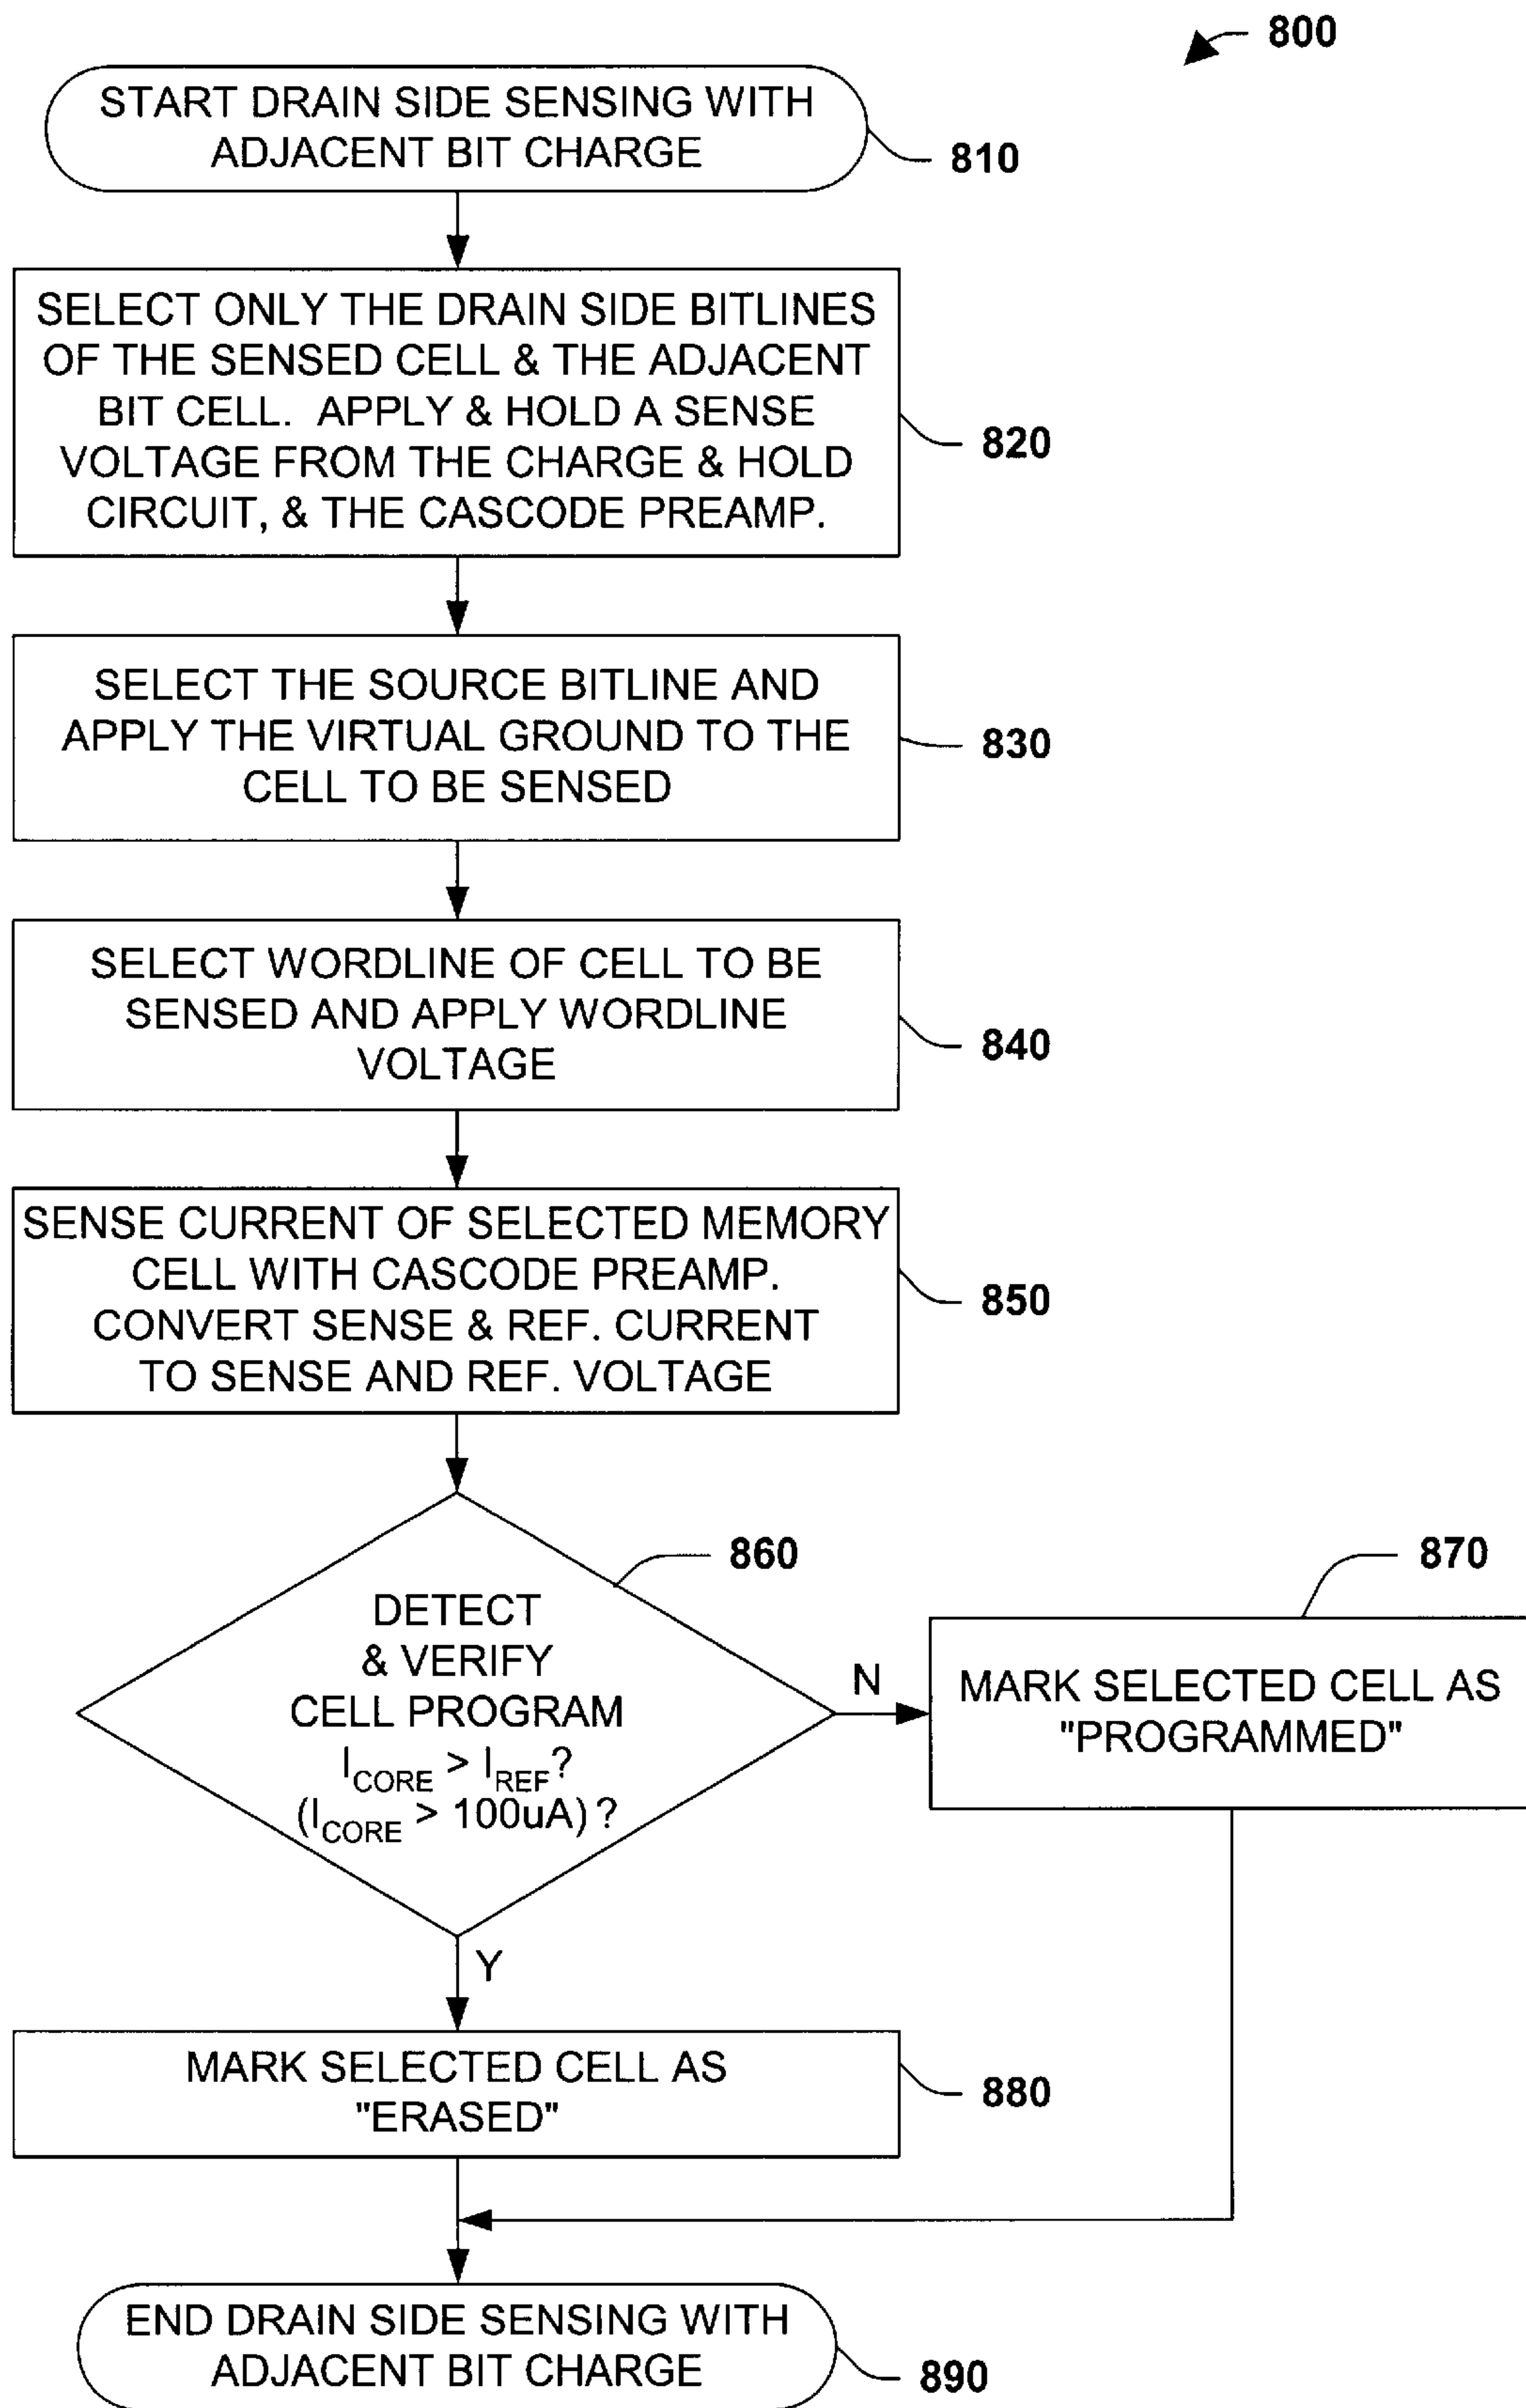 800
START DRAIN SIDE SENSING WITH
ADJACENT BIT CHARGE
810
SELECT ONLY THE DRAIN SIDE BITLINES
OF THE SENSED CELL & THE ADJACENT
BIT CELL. APPLY & HOLD A SENSE
VOLTAGE FROM THE CHARGE & HOLD
CIRCUIT, & THE CASCODE PREAMP.
820
SELECT THE SOURCE BITLINE AND
APPLY THE VIRTUAL GROUND TO THE
CELL TO BE SENSED
830
SELECT WORDLINE OF CELL TO BE
SENSED AND APPLY WORDLINE
VOLTAGE
840
SENSE CURRENT OF SELECTED MEMORY
CELL WITH CASCODE PREAMP.
CONVERT SENSE & REF. CURRENT
TO SENSE AND REF. VOLTAGE
850
DETECT
& VERIFY
CELL PROGRAM
I CORE > I REF?
(I CORE > 100uA) ?
860
N
870
MARK SELECTED CELL AS
"PROGRAMMED"
Y
MARK SELECTED CELL AS
"ERASED"
880
END DRAIN SIDE SENSING WITH
ADJACENT BIT CHARGE
890